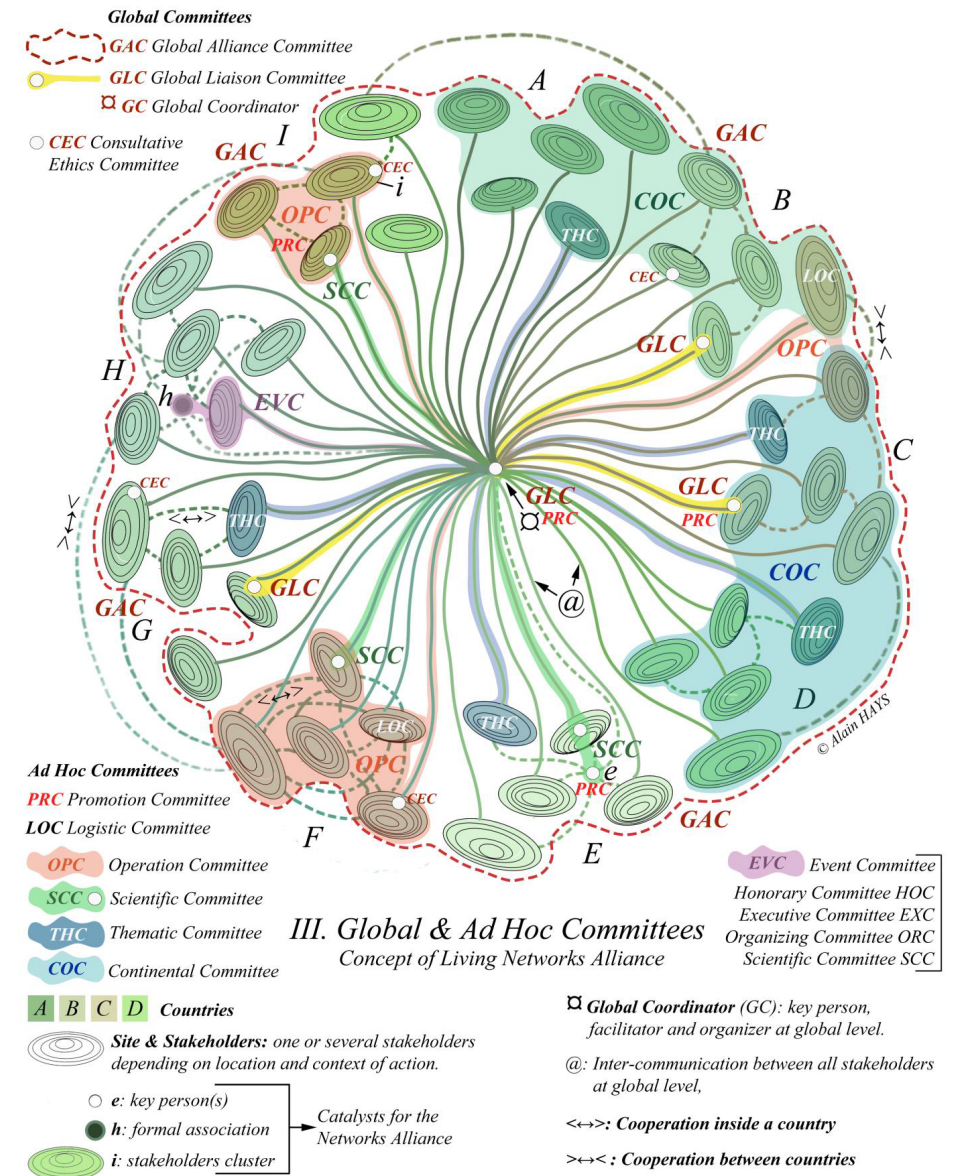 Global Committees
GAC Global Alliance Committee
GLC Global Liaison Committee
¤ GC Global Coordinator
CEC Consultative
Ethics Committee
A
I
GAC
GAC
CEC
i
OPC
PRC
SCC
COC
B
THC
CEC
LOC
GLC
OPC
>↔<
H
h
EVC
THC
C
CEC
<↔>
THC
>↔<
GLC
PRC
GLC
¤ PRC
COC
GLC
@
GAC
G
THC
SCC
<↔>
LOC
OPC
CEC
F
THC
SCC
e
PRC
D
© Alain HAYS
GAC
E
Ad Hoc Committees
PRC Promotion Committee
LOC Logistic Committee
OPC Operation Committee
SCC Scientific Committee
THC Thematic Committee
COC Continental Committee
III. Global & Ad Hoc Committees
Concept of Living Networks Alliance
EVC Event Committee
Honorary Committee HOC
Executive Committee EXC
Organizing Committee ORC
Scientific Committee SCC
A B C D Countries
Site & Stakeholders: one or several stakeholders
depending on location and context of action.
e: key person(s)
h: formal association
i: stakeholders cluster
Catalysts for the
Networks Alliance
¤ Global Coordinator (GC): key person,
facilitator and organizer at global level.
@: Inter-communication between all stakeholders
at global level,
<↔>: Cooperation inside a country
>↔< : Cooperation between countries